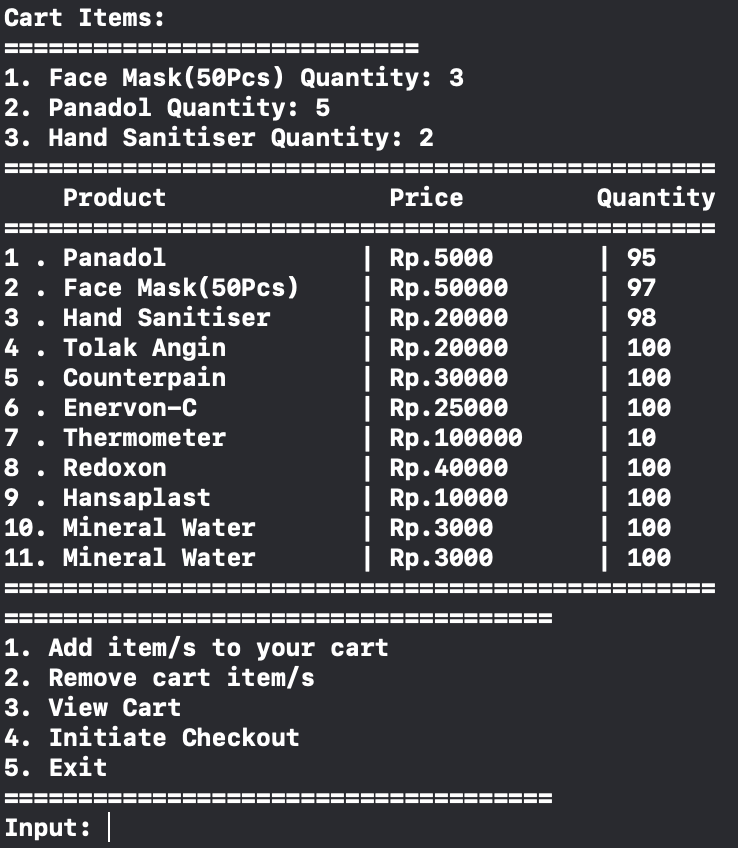 Cart Items:
============================
1. Face Mask(50Pcs) Quantity: 3
2. Panadol Quantity: 5
3. Hand Sanitiser Quantity: 2
================================================
    Product               Price         Quantity
================================================
1 . Panadol             | Rp.5000       | 95
2 . Face Mask(50Pcs)    | Rp.50000      | 97
3 . Hand Sanitiser      | Rp.20000      | 98
4 . Tolak Angin         | Rp.20000      | 100
5 . Counterpain         | Rp.30000      | 100
6 . Enervon-C           | Rp.25000      | 100
7 . Thermometer         | Rp.100000     | 10
8 . Redoxon             | Rp.40000      | 100
9 . Hansaplast          | Rp.10000      | 100
10. Mineral Water       | Rp.3000       | 100
11. Mineral Water       | Rp.3000       | 100
================================================
=====================================
1. Add item/s to your cart
2. Remove cart item/s
3. View Cart
4. Initiate Checkout
5. Exit
=====================================
Input: